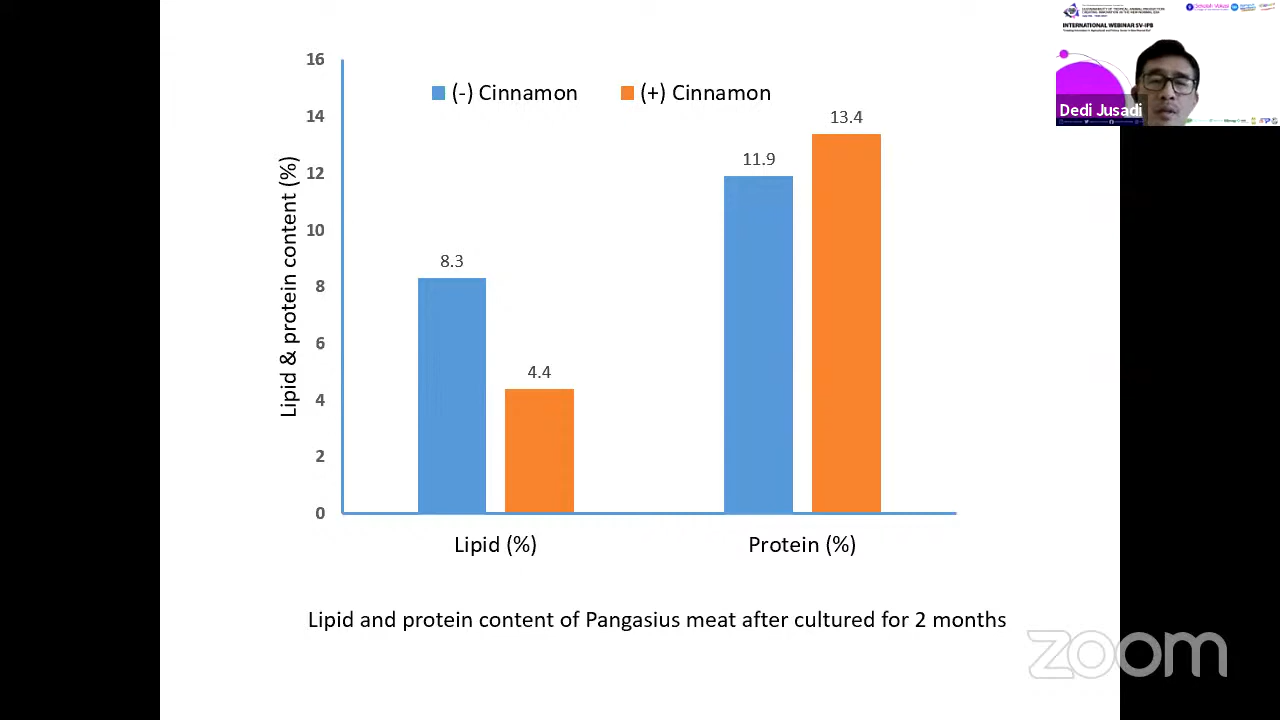 INTERNATIONAL WEBINAR SV-IPB
Dedi Jusadi
16
14
12
10
8
6
4
2
0
Lipid & protein content (%)
(-) Cinnamon
(+) Cinnamon
8.3
4.4
11.9
13.4
Lipid (%)
Protein (%)
Lipid and protein content of Pangasius meat after cultured for 2 months
zoom